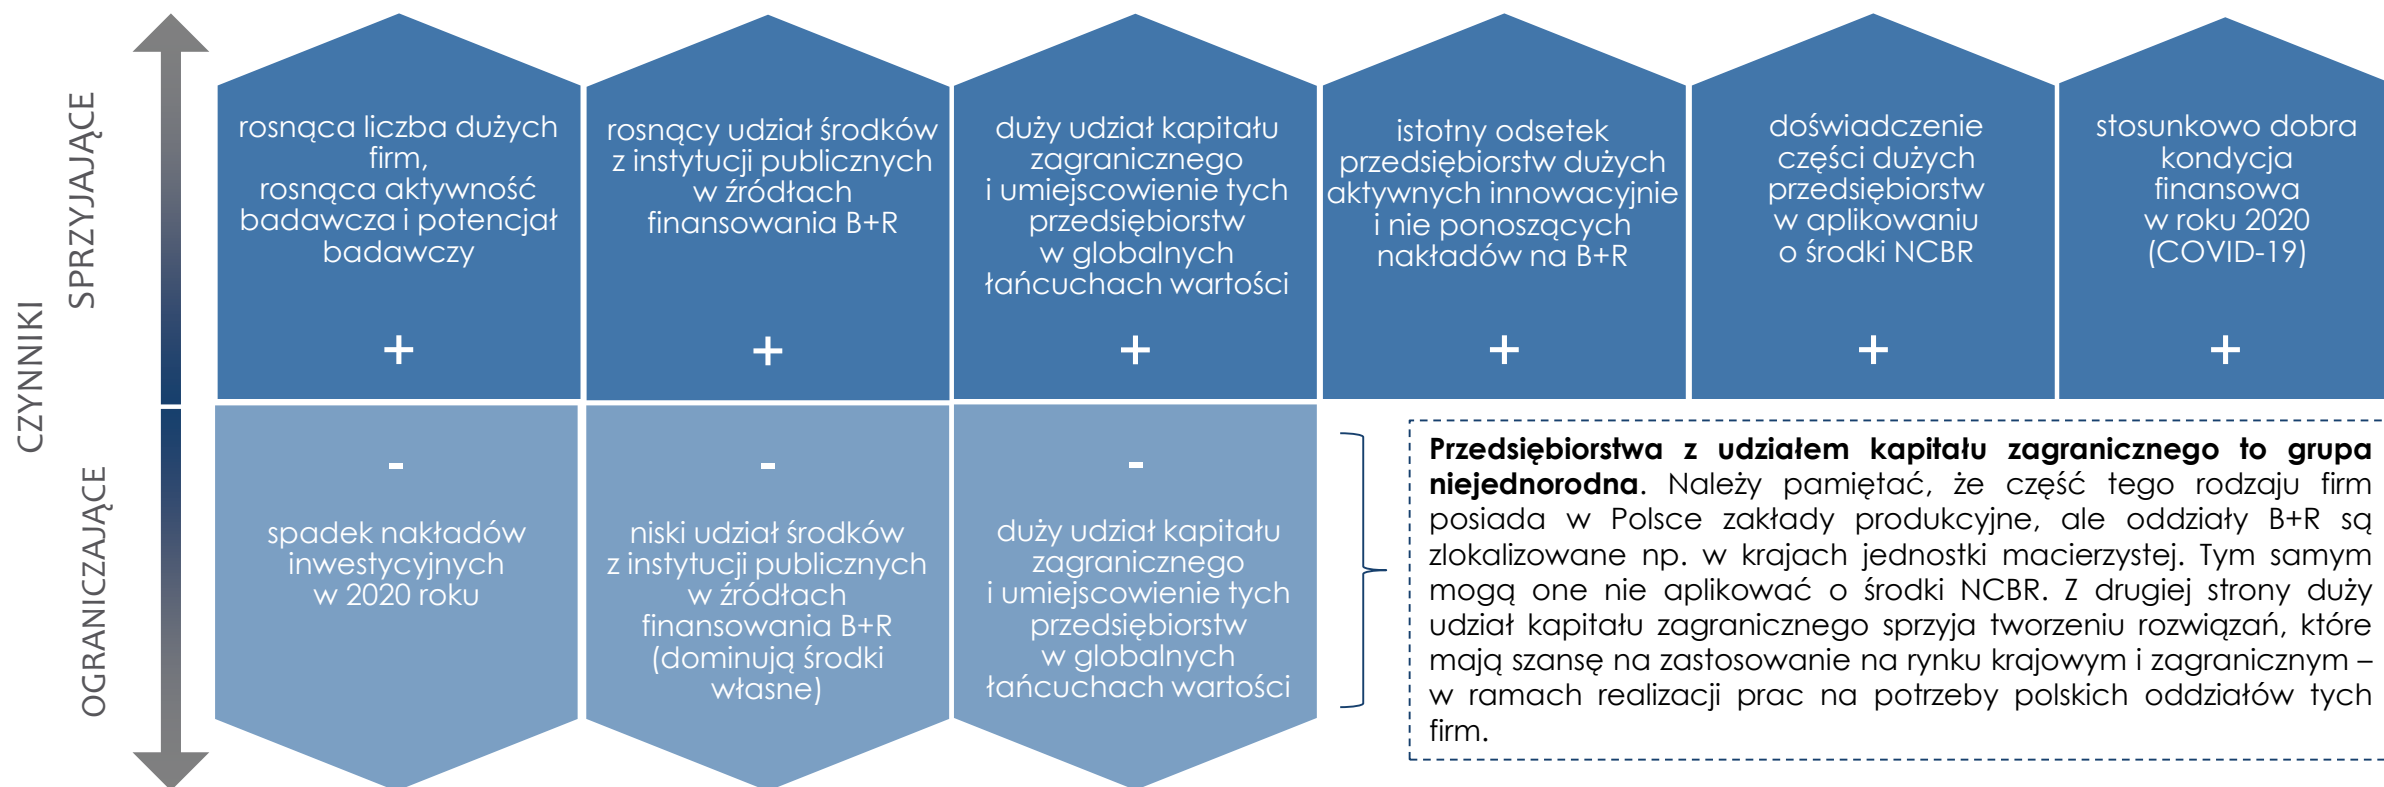 CZYNNIKI
SPRZYJAJĄCE
rosnąca liczba dużych
firm,
rosnąca aktywność
badawcza i potencjał
badawczy
+
rosnący udział środków
z instytucji publicznych
w źródłach
finansowania B+R
+
duży udział kapitału
zagranicznego
i umiejscowienie tych
przedsiębiorstw
w globalnych
łańcuchach wartości
+
istotny odsetek
przedsiębiorstw dużych
aktywnych innowacyjnie
i nie ponoszących
nakładów na B+R
+
doświadczenie
części dużych
przedsiębiorstw
w aplikowaniu
o środki NCBR
+
stosunkowo dobra
kondycja
finansowa
w roku 2020
(COVID-19)
+
OGRANICZAJĄCE
-
spadek nakładów
inwestycyjnych
w 2020 roku
-
niski udział środków
z instytucji publicznych
w źródłach
finansowania B+R
(dominują środki
własne)
-
duży udział kapitału
zagranicznego
i umiejscowienie tych
przedsiębiorstw
w globalnych
łańcuchach wartości
Przedsiębiorstwa z udziałem kapitału zagranicznego to grupa
niejednorodna. Należy pamiętać, że część tego rodzaju firm
posiada w Polsce zakłady produkcyjne, ale oddziały B+R są
zlokalizowane np. w krajach jednostki macierzystej. Tym samym
mogą one nie aplikować o środki NCBR. Z drugiej strony duży
udział kapitału zagranicznego sprzyja tworzeniu rozwiązań, które
mają szansę na zastosowanie na rynku krajowym i zagranicznym –
w ramach realizacji prac na potrzeby polskich oddziałów tych
firm.